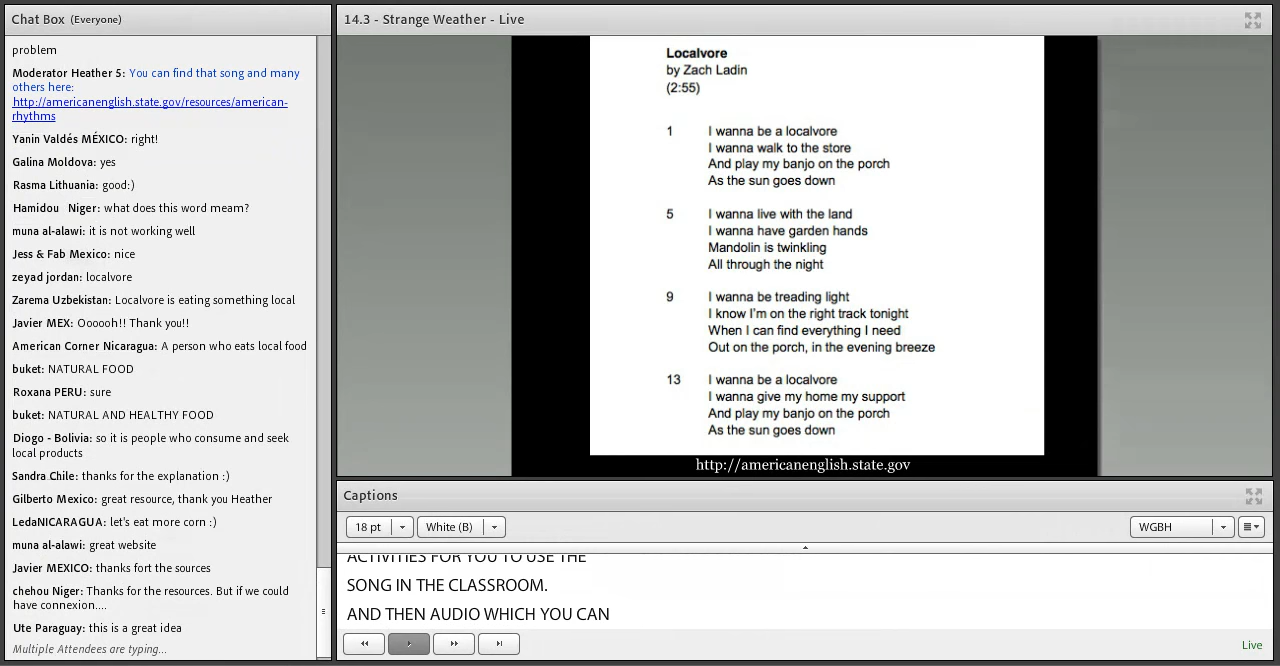 Chat Box (Everyone)
problem
Moderator Heather 5: You can find that song and many
others here:
http://americanenglish.state.gov/resources/american-
rhythms
Yanin Valdés MÉXICO: right!
Galina Moldova: yes
Rasma Lithuania: good:)
Hamidou Niger: what does this word meam?
muna al-alawi: it is not working well
Jess & Fab Mexico: nice
zeyad jordan: localvore
Zarema Uzbekistan: Localvore is eating something local
Javier MEX: Oooooh!! Thank you!!
American Corner Nicaragua: A person who eats local food
buket: NATURAL FOOD
Roxana PERU: sure
buket: NATURAL AND HEALTHY FOOD
Diogo - Bolivia: so it is people who consume and seek
local products
Sandra Chile: thanks for the explanation :)
Gilberto Mexico: great resource, thank you Heather
LedaNICARAGUA: let's eat more corn :)
muna al-alawi: great website
Javier MEXICO: thanks fort the sources
chehou Niger: Thanks for the resources. But if we could
have connexion....
Ute Paraguay: this is a great idea
Multiple Attendees are typing...
14.3 - Strange Weather - Live
Localvore
by Zach Ladin
(2:55)
1 I wanna be a localvore
I wanna walk to the store
And play my banjo on the porch
As the sun goes down
5 I wanna live with the land
I wanna have garden hands
Mandolin is twinkling
All through the night
9 I wanna be treading light
I know I'm on the right track tonight
When I can find everything I need
Out on the porch, in the evening breeze
13 I wanna be a localvore
I wanna give my home my support
And play my banjo on the porch
As the sun goes down
http://americanenglish.state.gov
Captions
18 pt White (B) WGBH
ACTIVITIES FOR YOU TO USE THE
SONG IN THE CLASSROOM.
AND THEN AUDIO WHICH YOU CAN
Live